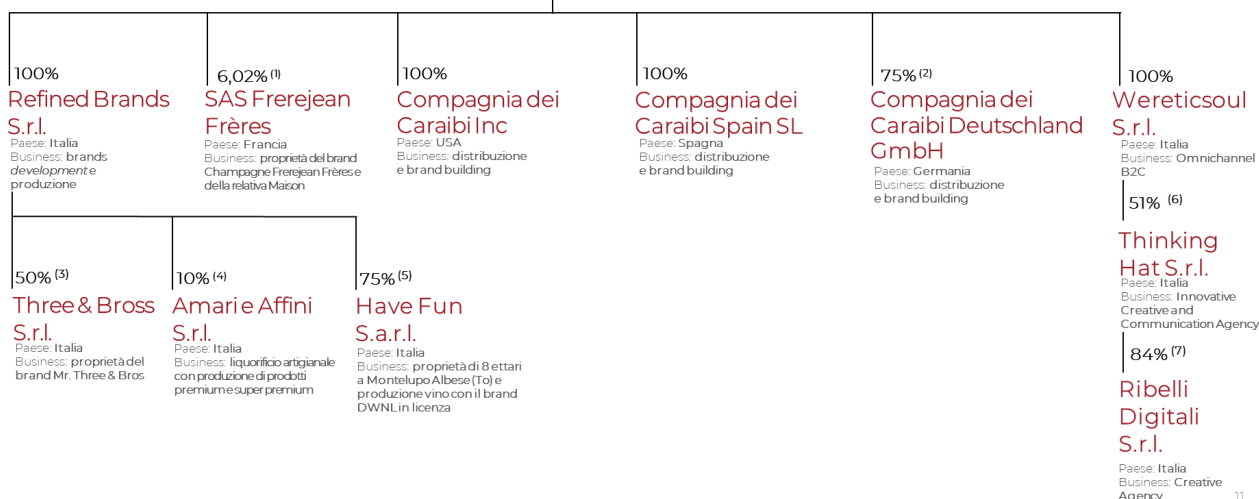 100%
Refined Brands
S.r.l.
Paese: Italia
Business: brands
development e
produzione
6,02% (1)
SAS Frerejean
Frères
Paese: Francia
Business: proprietà del brand
Champagne Frerejean Frères e
della relativa Maison
100%
Compagnia dei
Caraibi Inc
Paese: USA
Business: distribuzione
e brand building
100%
Compagnia dei
Caraibi Spain SL
Paese: Spagna
Business: distribuzione
e brand building
75% (2)
Compagnia dei
Caraibi Deutschland
GmbH
Paese: Germania
Business: distribuzione
e brand building
100%
Wereticsoul
S.r.l.
Paese: Italia
Business: Omnichannel
B2C
50% (3)
Three & Bross
S.r.l.
Paese: Italia
Business: proprietà del
brand Mr. Three & Bros
10% (4)
Amari e Affini
S.r.l.
Paese: Italia
Business: liquorificio artigianale
con produzione di prodotti
premium e super premium
75% (5)
Have Fun
S.a.r.l.
Paese: Italia
Business: proprietà di 8 ettari
a Montelupo Albese (To) e
produzione vino con il brand
DWNL in licenza
51% (6)
Thinking
Hat S.r.l.
Paese: Italia
Business: Innovative
Creative and
Communication Agency
84% (7)
Ribelli
Digitali
S.r.l.
Paese: Italia
Business: Creative
Agency
11